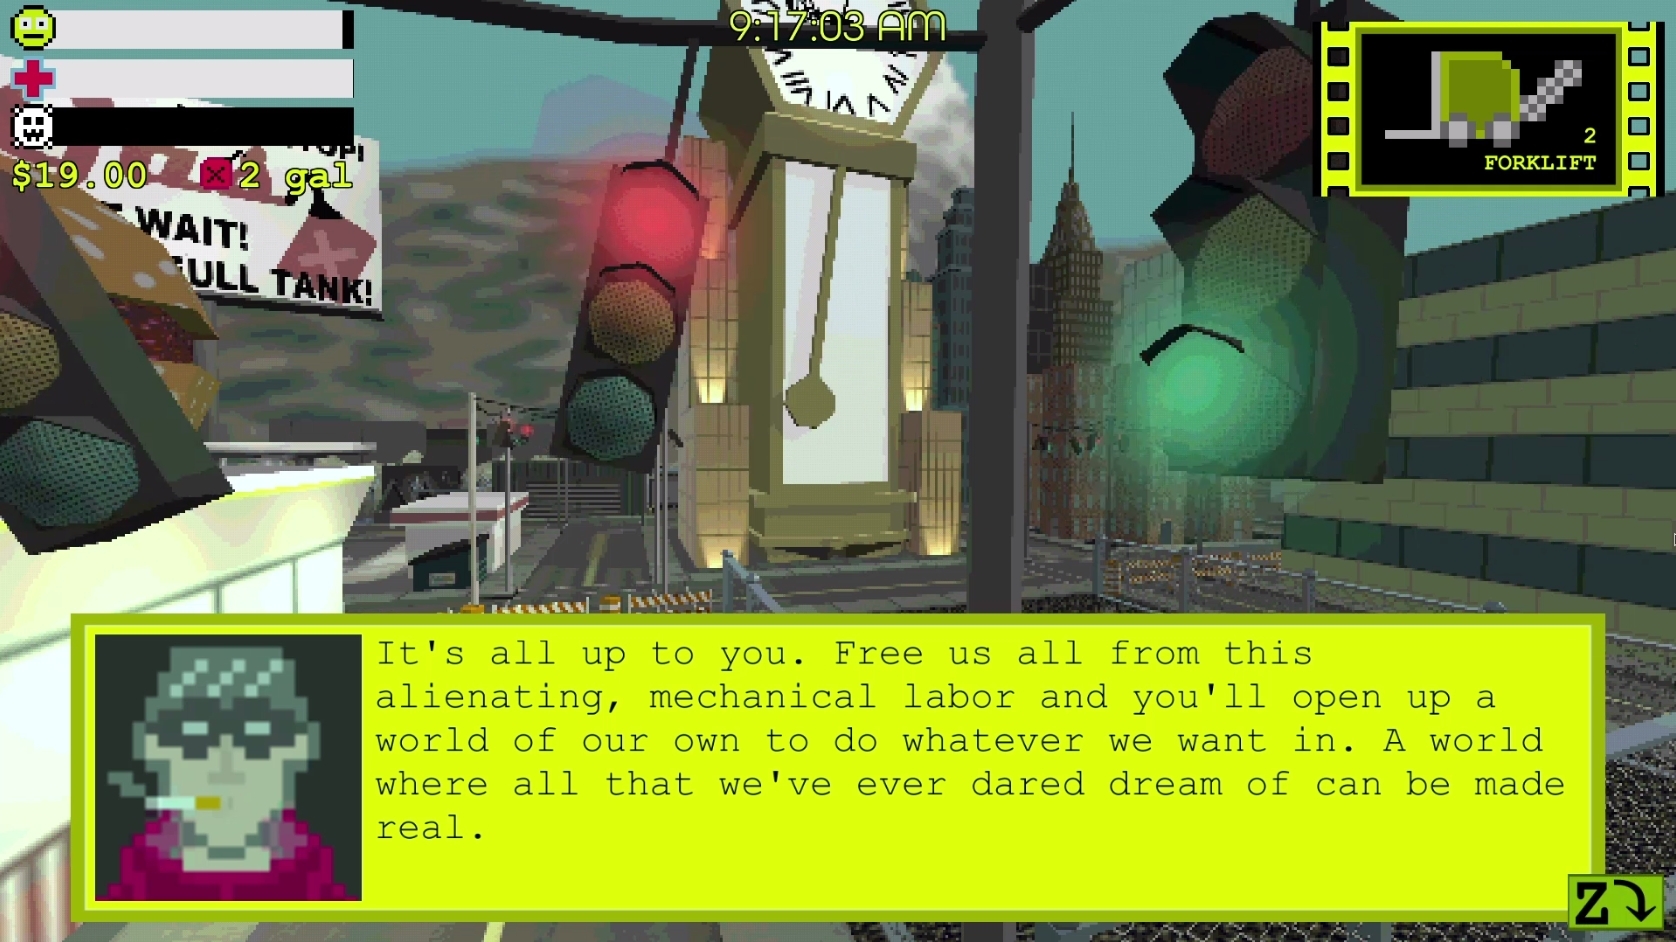 9:17:03 AM
$19.00
2 gal
WAIT!
FULL TANK!
2
FORKLIFT
It's all up to you. Free us all from this
alienating, mechanical labor and you'll open up a
world of our own to do whatever we want in. A world
where all that we've ever dared dream of can be made
real.
Z